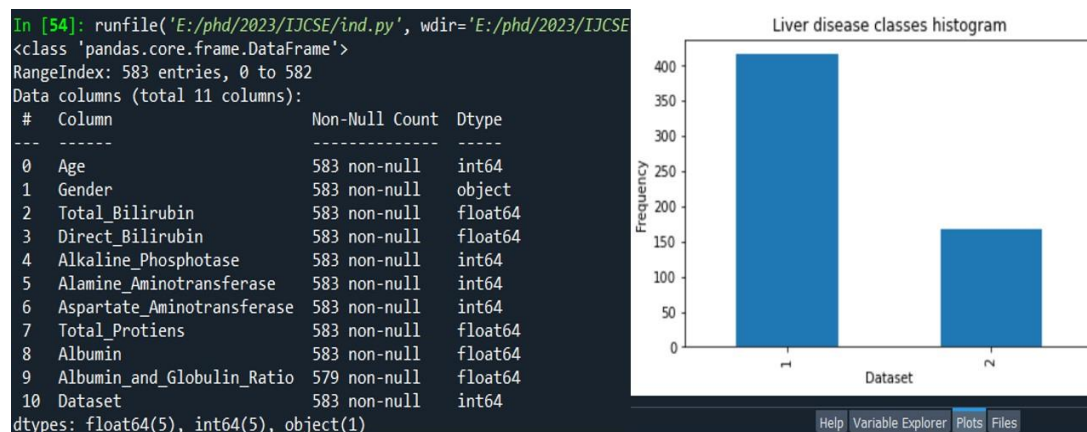 In [54]: runfile('E:/phd/2023/IJCSE/ind.py', wdir='E:/phd/2023/IJCSE
<class 'pandas.core.frame.DataFrame'>
RangeIndex: 583 entries, 0 to 582
Data columns (total 11 columns):
# Column Non-Null Count Dtype
--- ------ -------------- -----
0 Age 583 non-null int64
1 Gender 583 non-null object
2 Total_Bilirubin 583 non-null float64
3 Direct_Bilirubin 583 non-null float64
4 Alkaline_Phosphotase 583 non-null int64
5 Alamine_Aminotransferase 583 non-null int64
6 Aspartate_Aminotransferase 583 non-null int64
7 Total_Protiens 583 non-null float64
8 Albumin 583 non-null float64
9 Albumin_and_Globulin_Ratio 579 non-null float64
10 Dataset 583 non-null int64
dtypes: float64(5), int64(5), object(1)
Liver disease classes histogram
Frequency
400
350
300
250
200
150
100
50
0
1 2
Dataset
Help Variable Explorer Plots Files